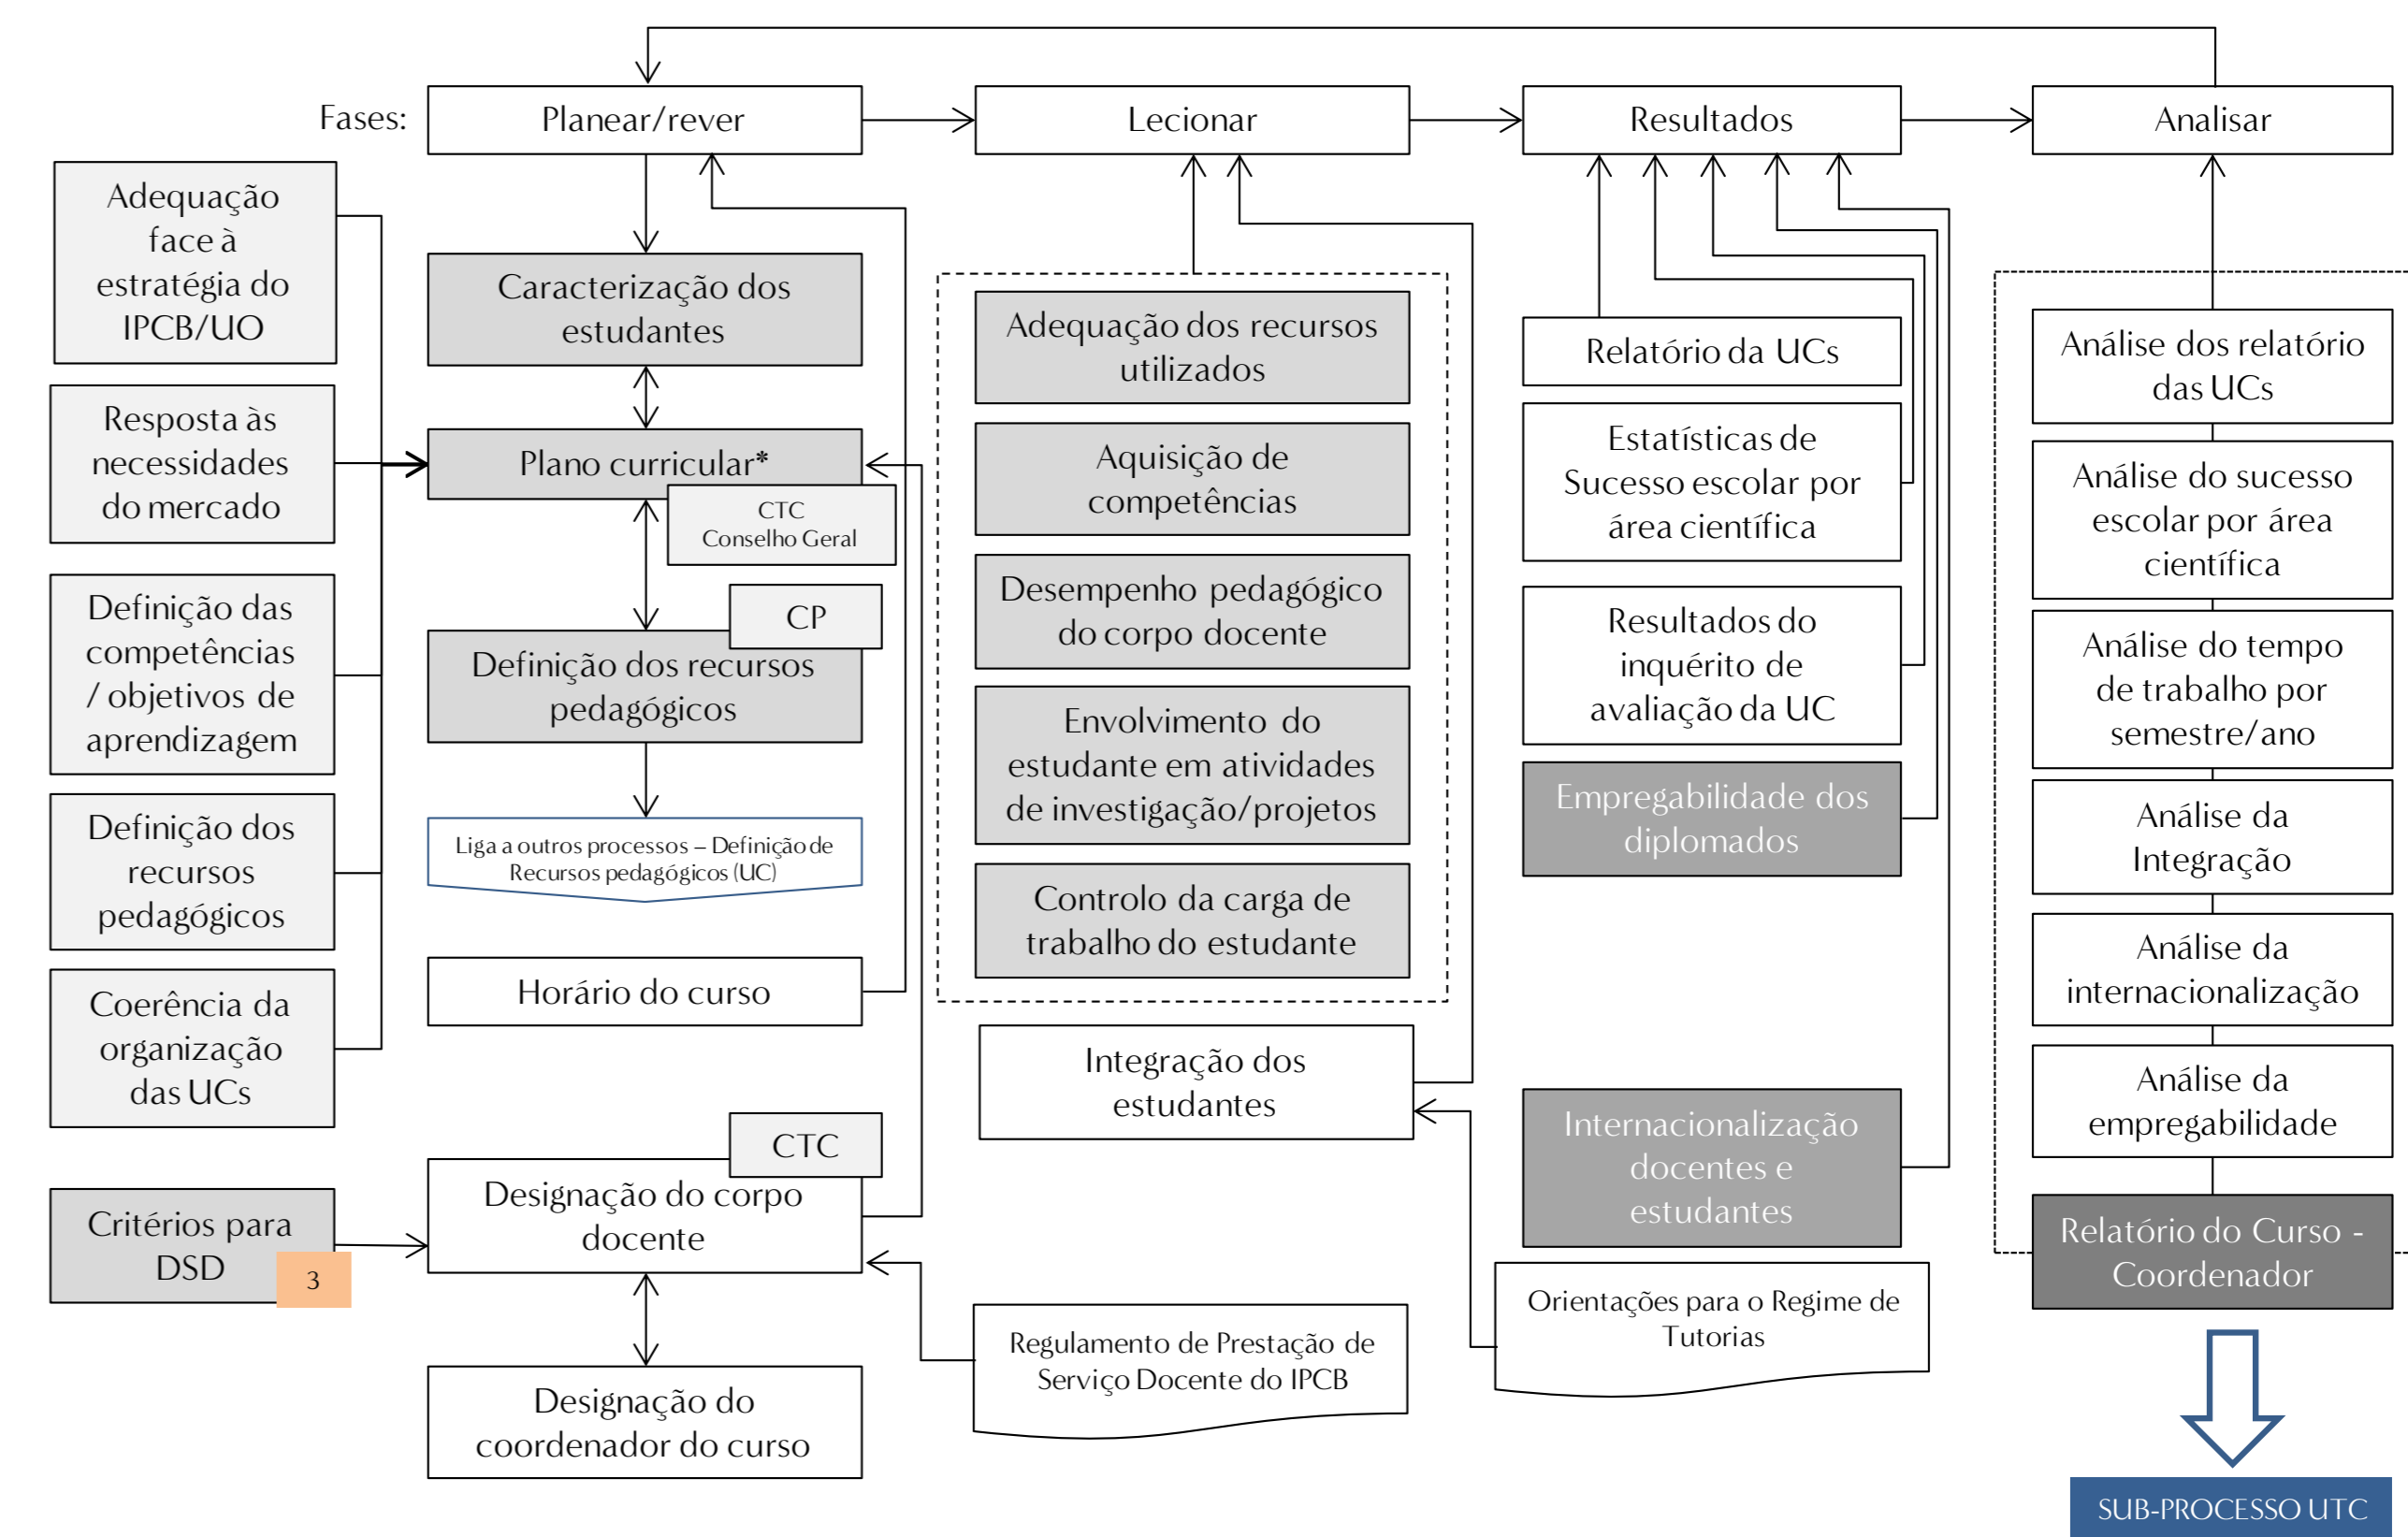 Fases:
Planear/rever
Lecionar
Resultados
Analisar
Adequação
face à
estratégia do
IPCB/UO
Resposta às
necessidades
do mercado
Definição das
competências
/ objetivos de
aprendizagem
Definição dos
recursos
pedagógicos
Coerência da
organização
das UCs
Critérios para
DSD
3
Caracterização dos
estudantes
Plano curricular*
CTC
Conselho Geral
CP
Definição dos recursos
pedagógicos
Liga a outros processos – Definição de
Recursos pedagógicos (UC)
Horário do curso
CTC
Designação do corpo
docente
Designação do
coordenador do curso
Adequação dos recursos
utilizados
Aquisição de
competências
Desempenho pedagógico
do corpo docente
Envolvimento do
estudante em atividades
de investigação/projetos
Controlo da carga de
trabalho do estudante
Integração dos
estudantes
Regulamento de Prestação de
Serviço Docente do IPCB
Relatório da UCs
Estatísticas de
Sucesso escolar por
área científica
Resultados do
inquérito de
avaliação da UC
Empregabilidade dos
diplomados
Internacionalização
docentes e
estudantes
Orientações para o Regime de
Tutorias
Análise dos relatório
das UCs
Análise do sucesso
escolar por área
científica
Análise do tempo
de trabalho por
semestre/ano
Análise da
Integração
Análise da
internacionalização
Análise da
empregabilidade
Relatório do Curso -
Coordenador
SUB-PROCESSO UTC